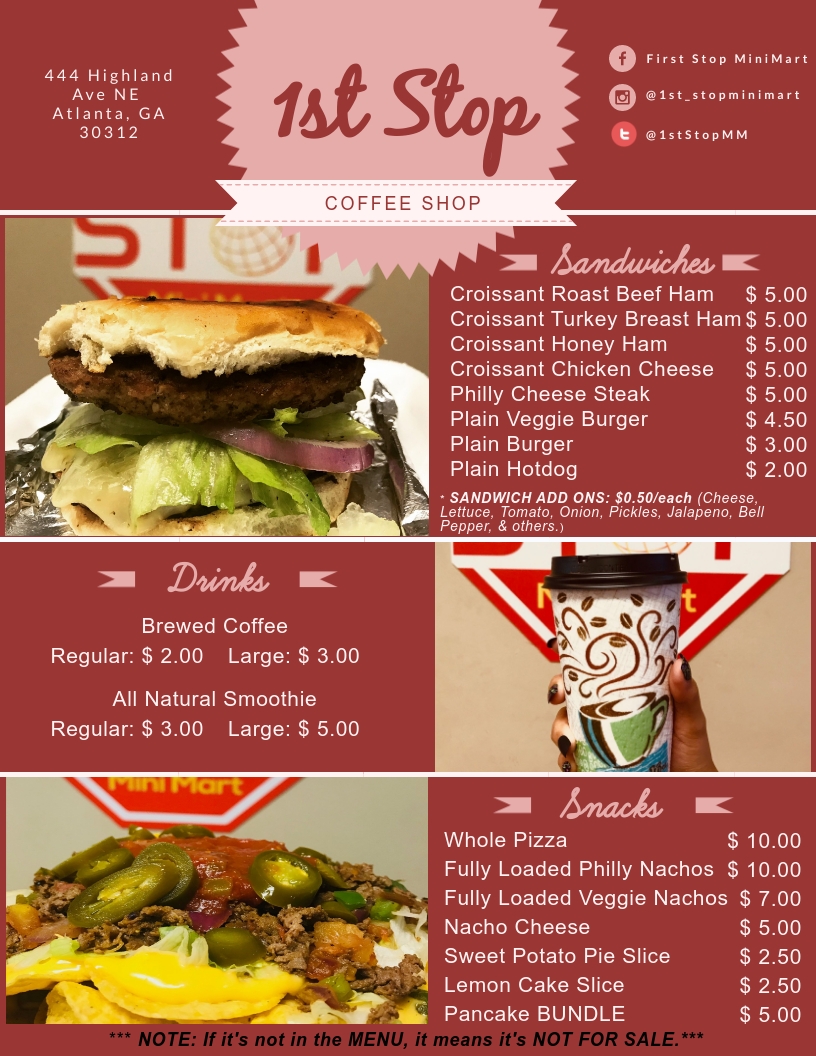 444 Highland
Ave NE
Atlanta, GA
30312
1st Stop
COFFEE SHOP
First Stop MiniMart
@1st_stopminimart
@1stStopMM
Sandwiches
Croissant Roast Beef Ham $ 5.00
Croissant Turkey Breast Ham $ 5.00
Croissant Honey Ham $ 5.00
Croissant Chicken Cheese $ 5.00
Philly Cheese Steak $ 5.00
Plain Veggie Burger $ 4.50
Plain Burger $ 3.00
Plain Hotdog $ 2.00
* SANDWICH ADD ONS: $0.50/each (Cheese,
Lettuce, Tomato, Onion, Pickles, Jalapeno, Bell
Pepper, & others.)
Drinks
Brewed Coffee
Regular: $ 2.00 Large: $ 3.00
All Natural Smoothie
Regular: $ 3.00 Large: $ 5.00
Mini Mart
Snacks
Whole Pizza $ 10.00
Fully Loaded Philly Nachos $ 10.00
Fully Loaded Veggie Nachos $ 7.00
Nacho Cheese $ 5.00
Sweet Potato Pie Slice $ 2.50
Lemon Cake Slice $ 2.50
Pancake BUNDLE $ 5.00
*** NOTE: If it's not in the MENU, it means it's NOT FOR SALE.***